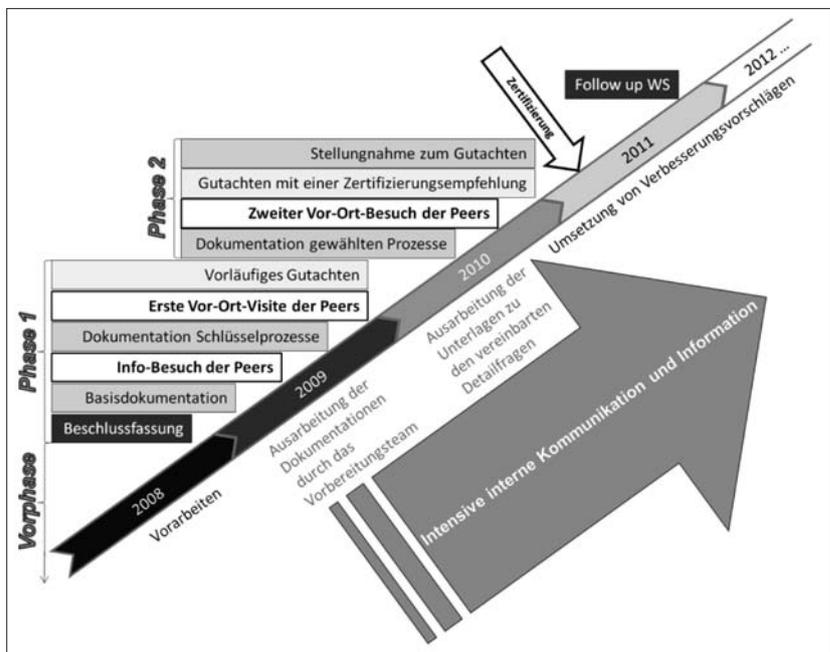 2012 ...
Follow up WS
Zertifizierung
2011
Umsetzung von Verbesserungsvorschlägen
Phase 2
Stellungnahme zum Gutachten
Gutachten mit einer Zertifizierungsempfehlung
Zweiter Vor-Ort-Besuch der Peers
Dokumentation gewählten Prozesse
2010
Ausarbeitung der
Unterlagen zu
den vereinbarten
Detailfragen
Phase 1
Vorläufiges Gutachten
Erste Vor-Ort-Visite der Peers
Dokumentation Schlüsselprozesse
Info-Besuch der Peers
Basisdokumentation
Beschlussfassung
2009
Ausarbeitung der
Dokumentationen
durch das
Vorbereitungsteam
Vorphase
2008
Vorarbeiten
Intensive interne Kommunikation und Information